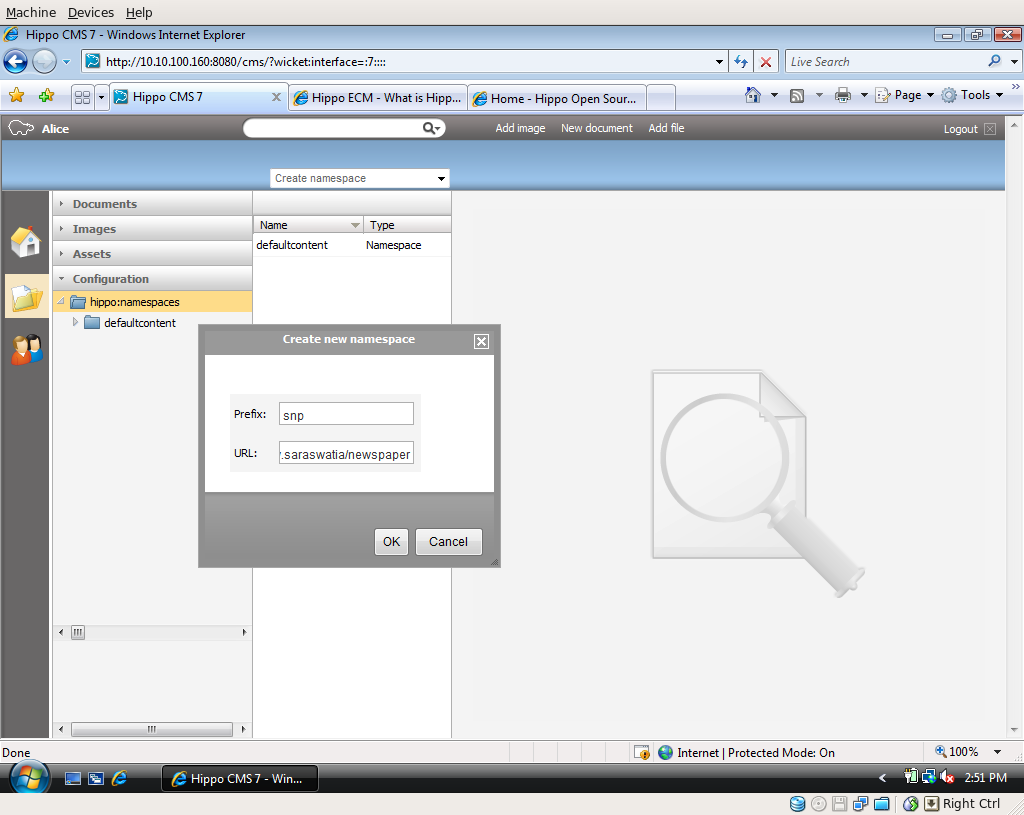 Machine Devices Help
Hippo CMS 7 - Windows Internet Explorer
http://10.10.100.160:8080/cms/?wicket:interface=:7::::
Live Search
Hippo CMS 7
Hippo ECM - What is Hipp...
Home - Hippo Open Sour...
Page
Tools
Alice
Add image New document Add file
Logout
Create namespace
Documents
Images
Assets
Configuration
hippo:namespaces
defaultcontent
Name Type
defaultcontent Namespace
Create new namespace
Prefix: snp
URL: .saraswatia/newspaper
OK Cancel
Done
Internet | Protected Mode: On
100%
Hippo CMS 7 - Win...
2:51 PM
Right Ctrl